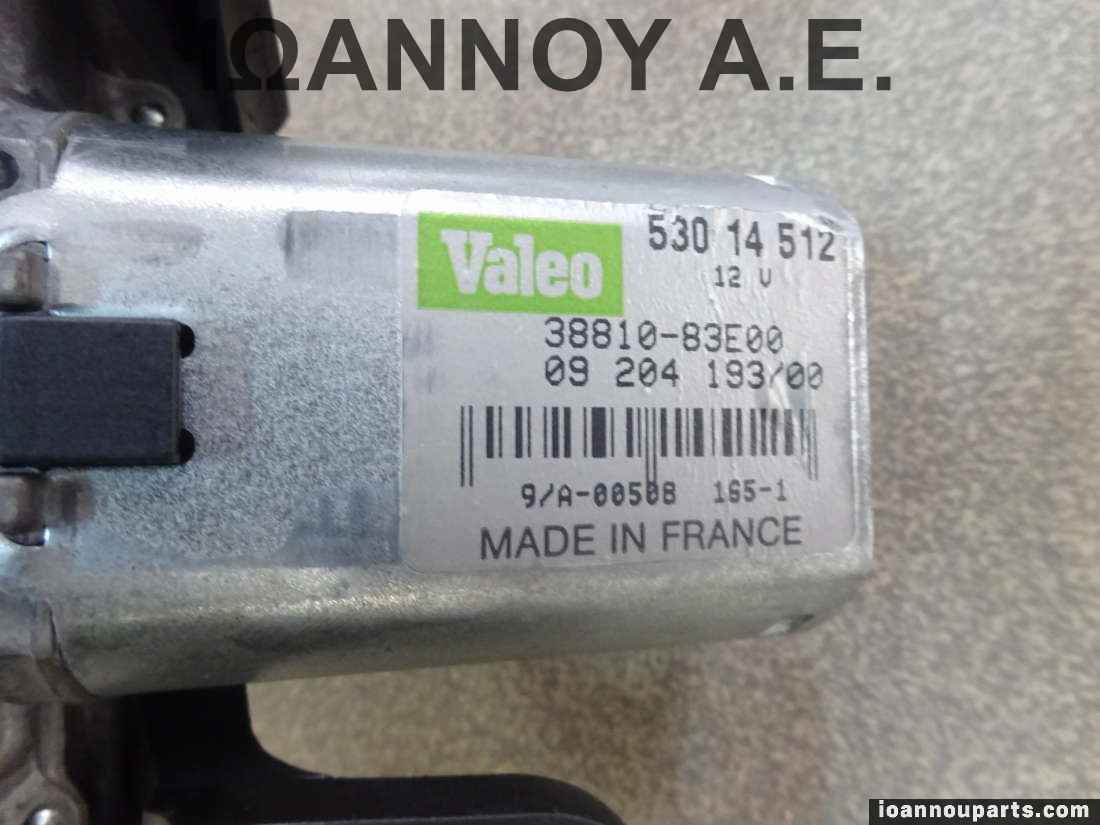 ΙΩΑΝΝΟΥ Α.Ε.
Valeo
530 14 512
12 V
38810-83E00
09 204 193/00
9/A-00508 165-1
MADE IN FRANCE
ioannouparts.com